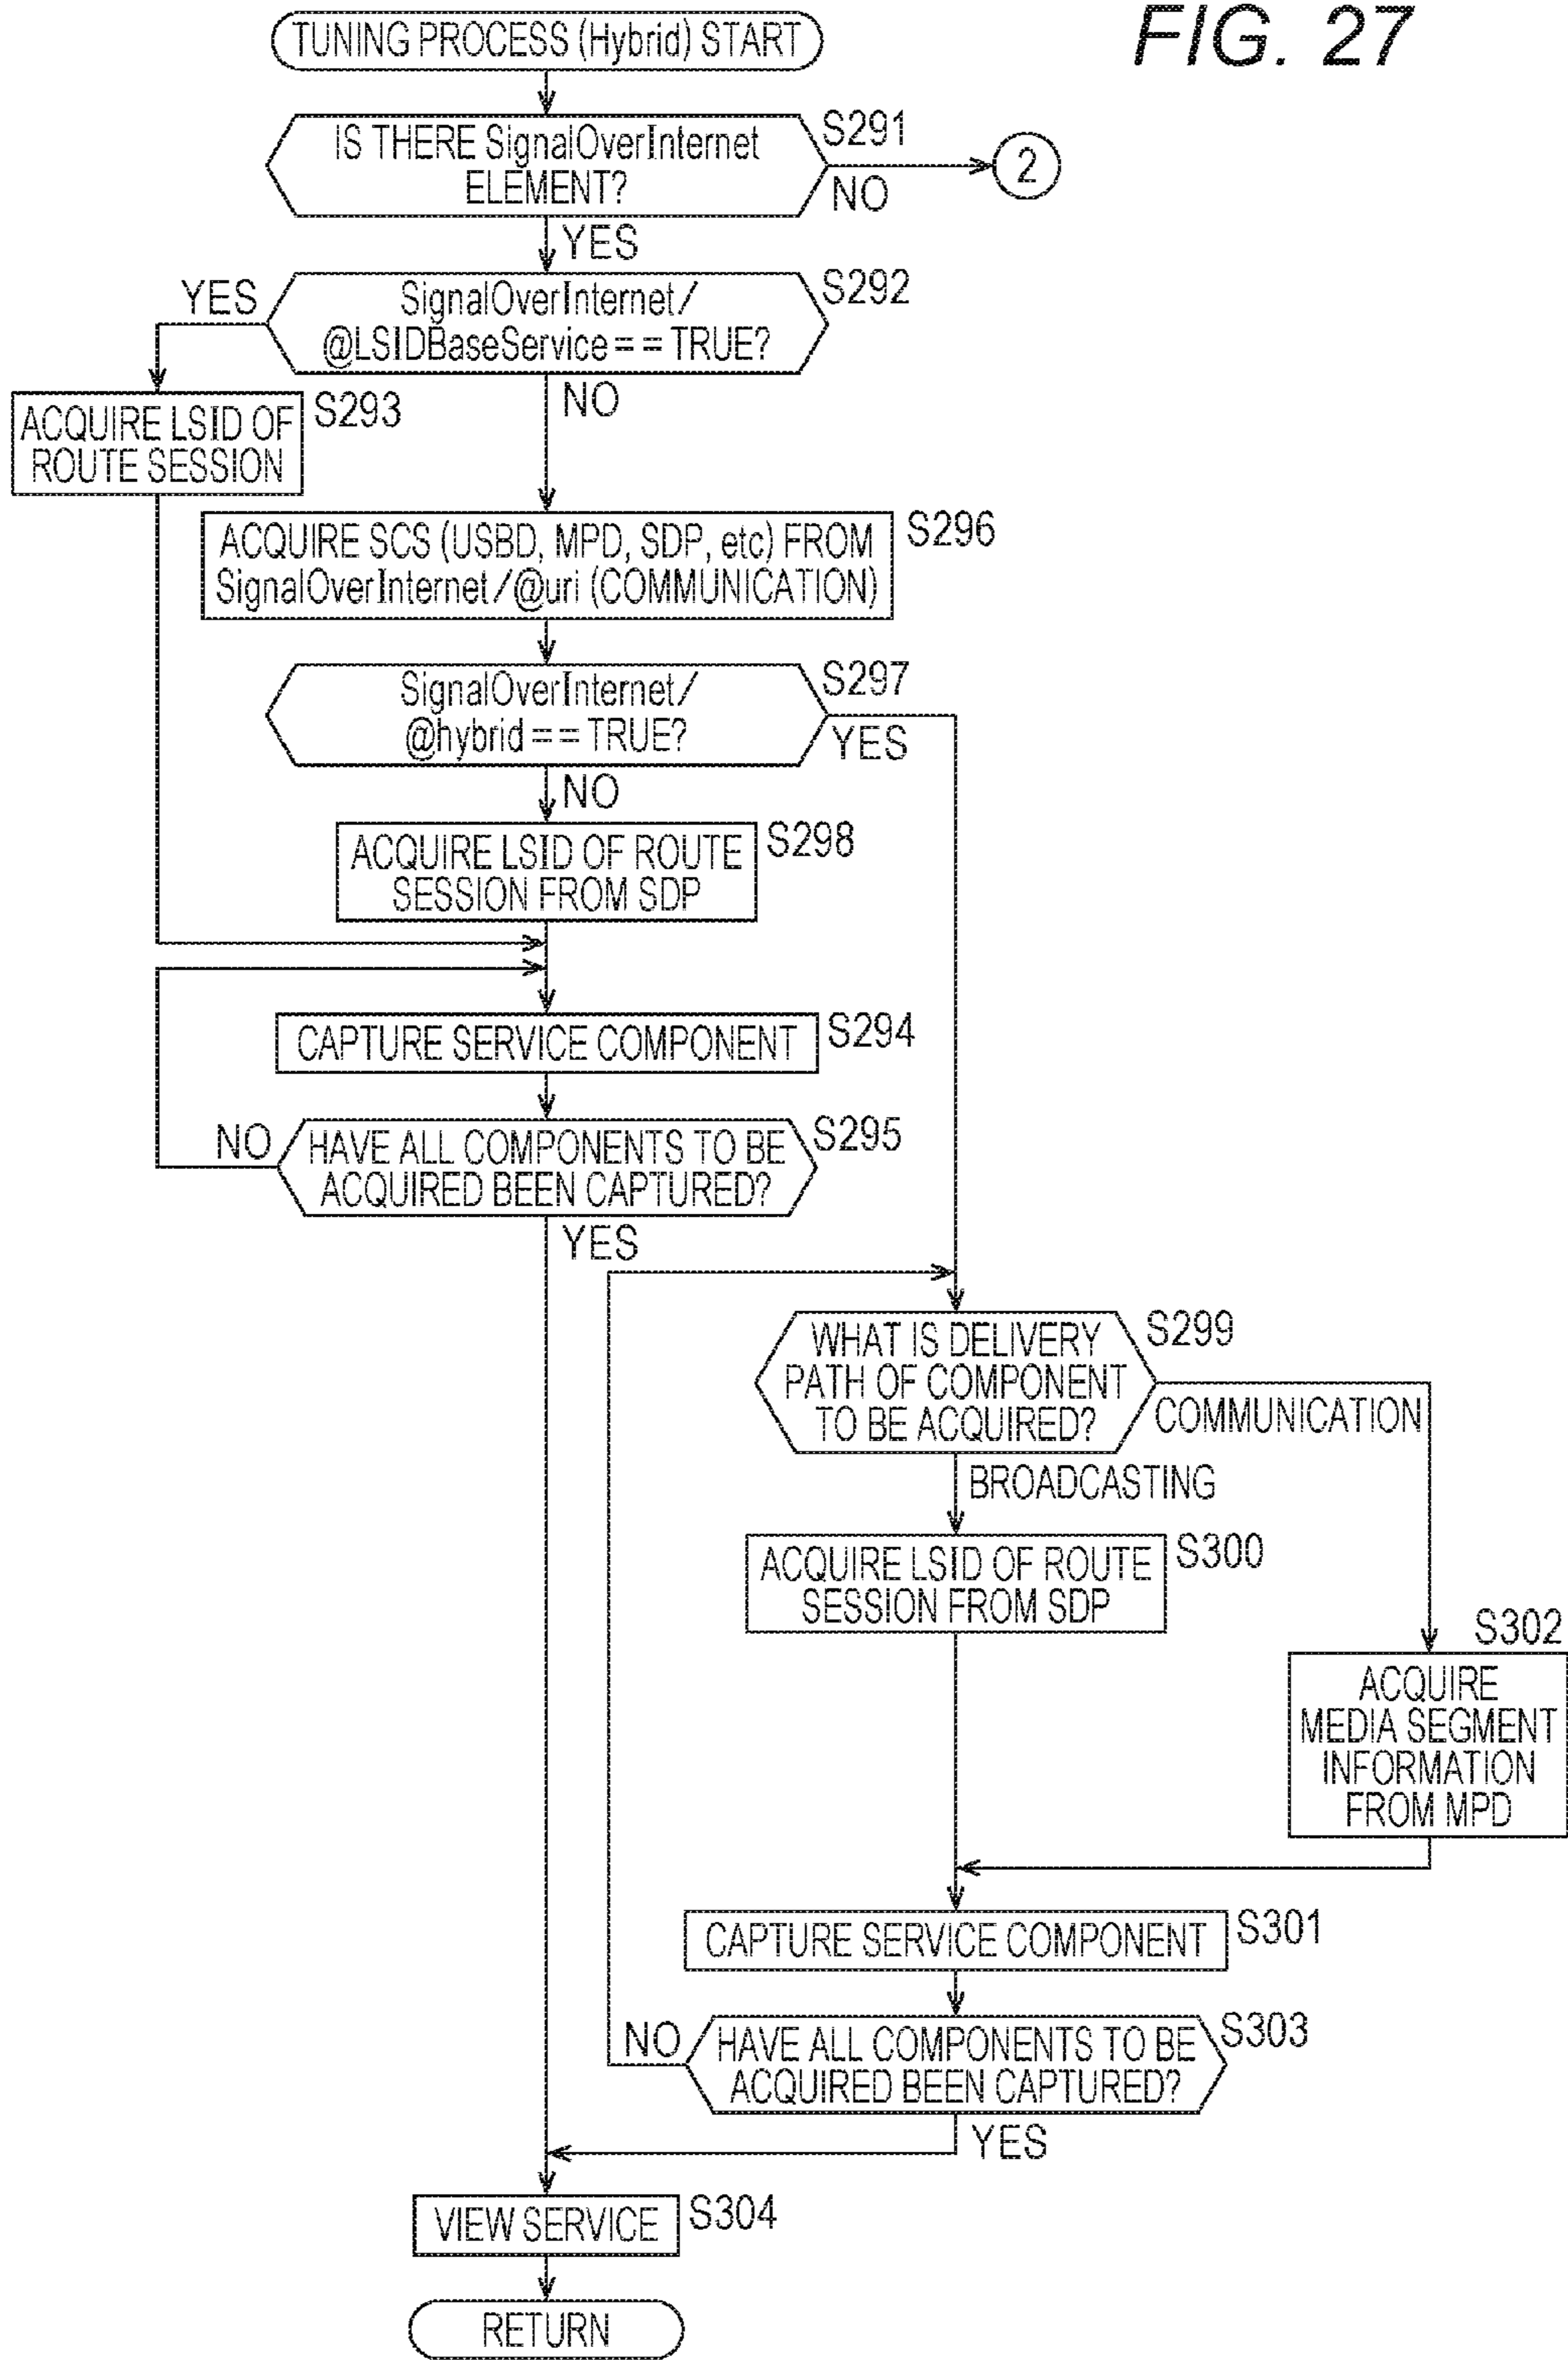 FIG. 27
TUNING PROCESS (Hybrid) START
IS THERE SignalOverInternet
ELEMENT?
S291
NO
2
YES
SignalOverInternet/
@LSIDBaseService == TRUE?
S292
YES
NO
ACQUIRE LSID OF
ROUTE SESSION
S293
ACQUIRE SCS (USBD, MPD, SDP, etc) FROM
SignalOverInternet/@uri (COMMUNICATION)
S296
SignalOverInternet/
@hybrid == TRUE?
S297
YES
NO
ACQUIRE LSID OF ROUTE
SESSION FROM SDP
S298
CAPTURE SERVICE COMPONENT
S294
NO
HAVE ALL COMPONENTS TO BE
ACQUIRED BEEN CAPTURED?
S295
YES
WHAT IS DELIVERY
PATH OF COMPONENT
TO BE ACQUIRED?
S299
COMMUNICATION
BROADCASTING
ACQUIRE LSID OF ROUTE
SESSION FROM SDP
S300
S302
ACQUIRE
MEDIA SEGMENT
INFORMATION
FROM MPD
CAPTURE SERVICE COMPONENT
S301
NO
HAVE ALL COMPONENTS TO BE
ACQUIRED BEEN CAPTURED?
S303
YES
VIEW SERVICE
S304
RETURN